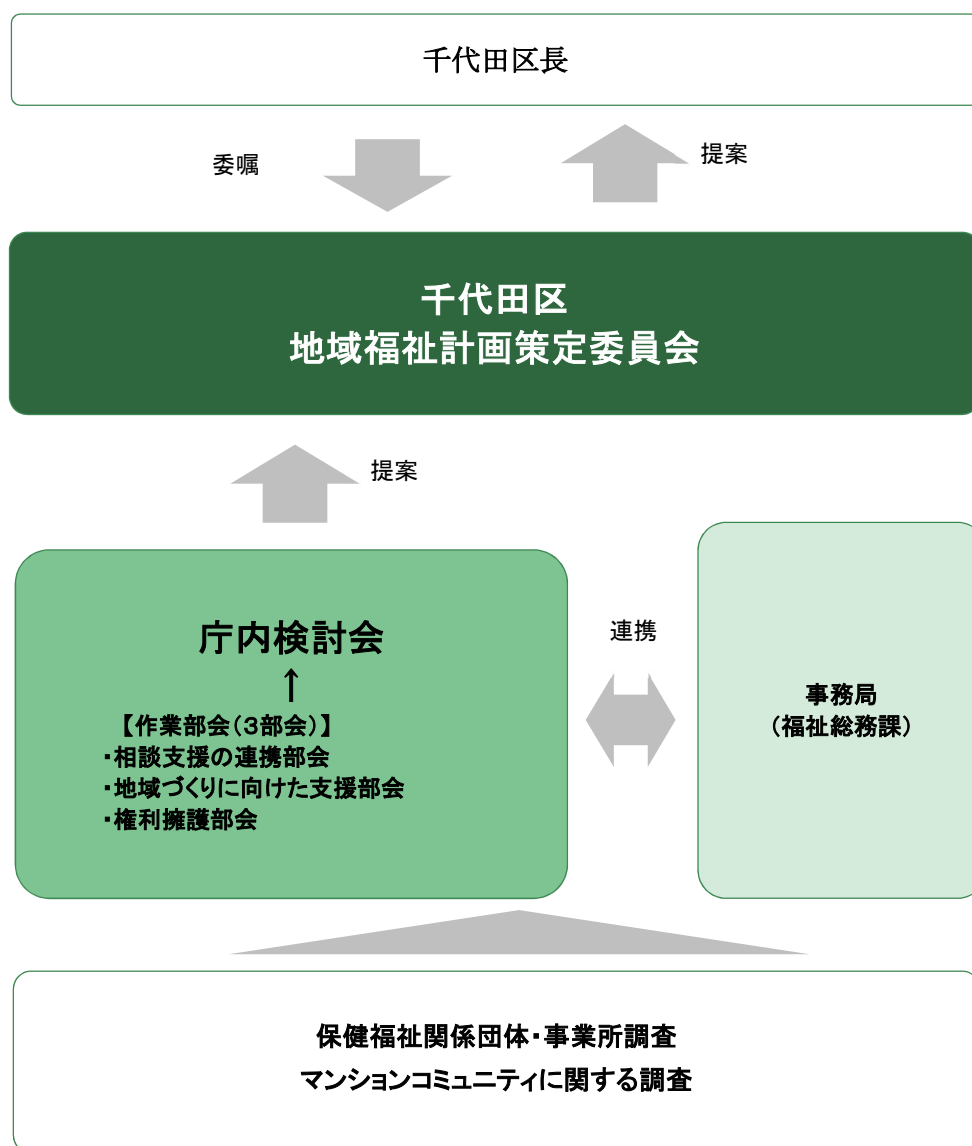 千代田区長
委嘱
提案
千代田区
地域福祉計画策定委員会
提案
庁内検討会
↑
【作業部会(3部会)】
・相談支援の連携部会
・地域づくりに向けた支援部会
・権利擁護部会
連携
事務局
(福祉総務課)
保健福祉関係団体・事業所調査
マンションコミュニティに関する調査